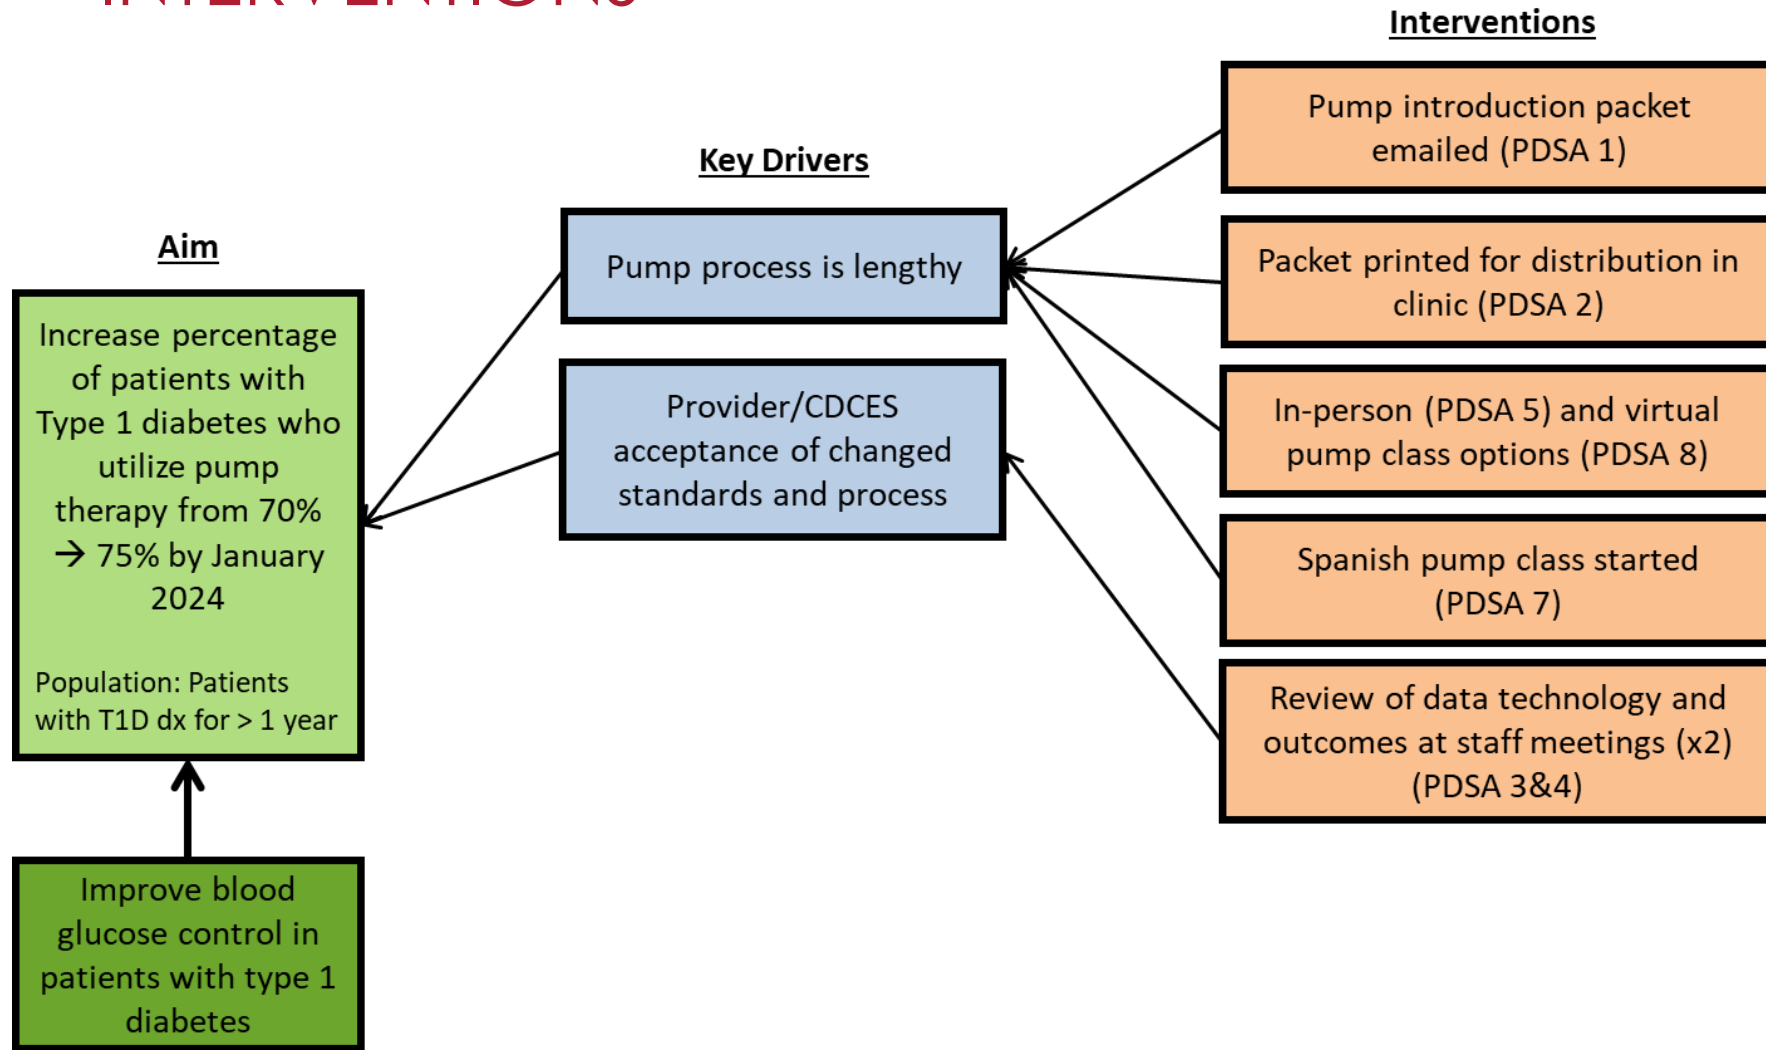 INTERVENTIONS
Interventions
Pump introduction packet
emailed (PDSA 1)
Key Drivers
Packet printed for distribution in
clinic (PDSA 2)
Pump process is lengthy
Aim
Increase percentage
of patients with
Type 1 diabetes who
utilize pump
therapy from 70%
→ 75% by January
2024
Population: Patients
with T1D dx for > 1 year
Provider/CDCES
acceptance of changed
standards and process
In-person (PDSA 5) and virtual
pump class options (PDSA 8)
Spanish pump class started
(PDSA 7)
Review of data technology and
outcomes at staff meetings (x2)
(PDSA 3&4)
Improve blood
glucose control in
patients with type 1
diabetes